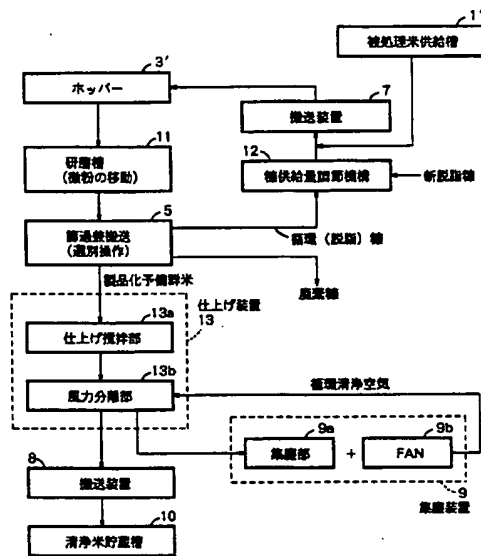 1'
被処理米供給槽
3'
ホッパー
7
搬送装置
11
研磨槽
(微粉の移動)
12
糠供給量調節機構
新脱脂糠
5
篩過兼搬送
(選別操作)
循環(脱脂)糠
廃棄糠
製品化予備群米
仕上げ装置
13
13a
仕上げ撹拌部
13b
風力分離部
循環清浄空気
9a
集塵部
+
9b
FAN
9
集塵装置
8
搬送装置
10
清浄米貯蔵槽